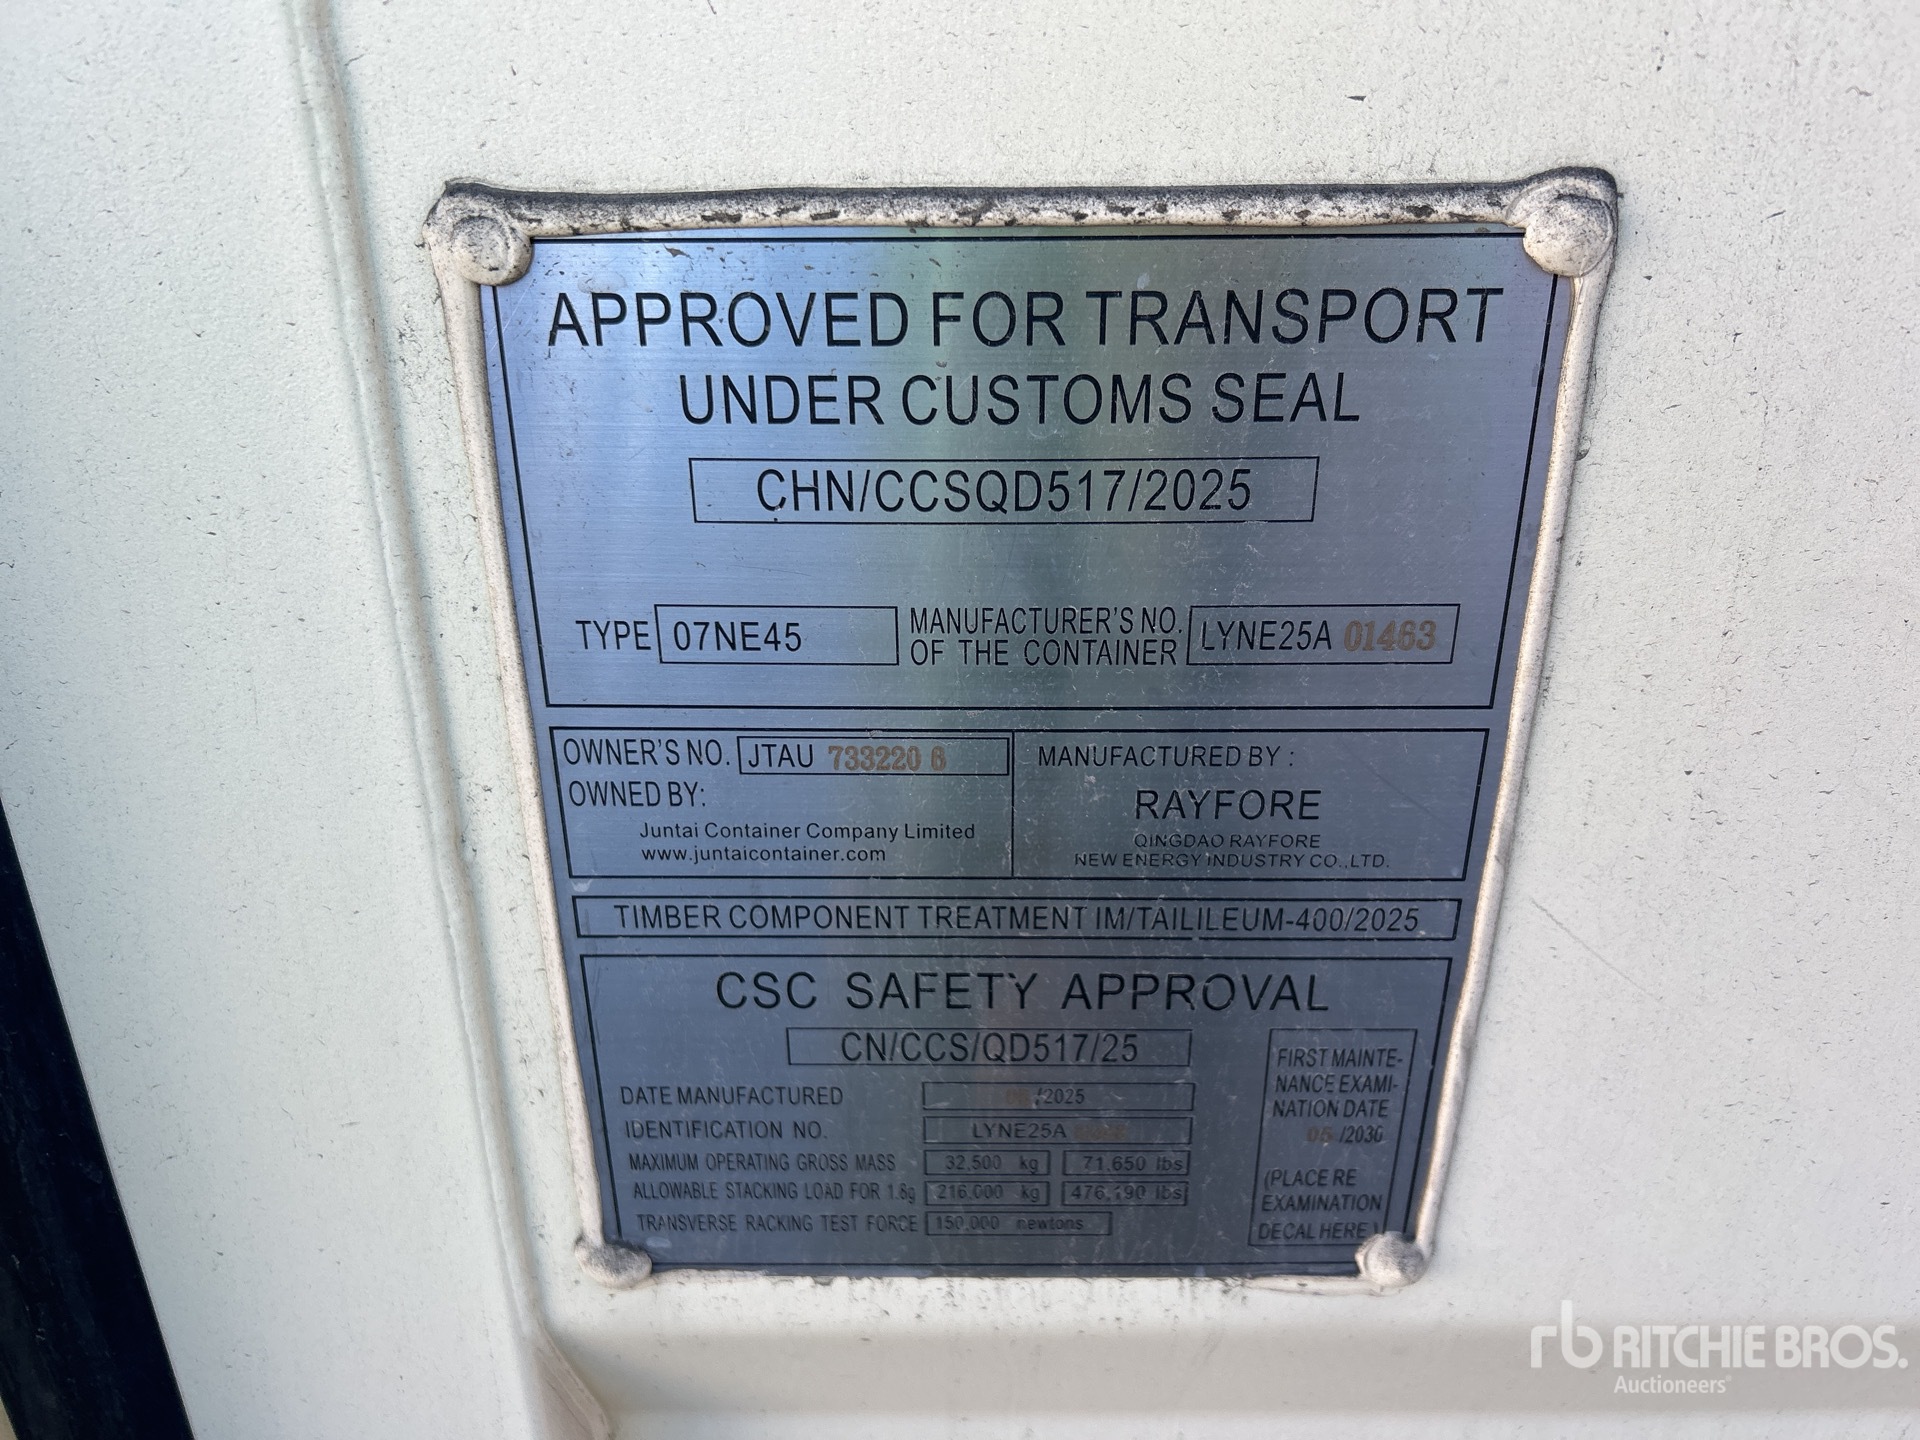 APPROVED FOR TRANSPORT
UNDER CUSTOMS SEAL
CHN/CCSQD517/2025
TYPE 07NE45
MANUFACTURER'S NO.
OF THE CONTAINER
LYNE25A 01463
OWNER'S NO. JTAU 733220 6
OWNED BY:
Juntai Container Company Limited
www.juntaicontainer.com
MANUFACTURED BY :
RAYFORE
QINGDAO RAYFORE
NEW ENERGY INDUSTRY CO.,LTD.
TIMBER COMPONENT TREATMENT IM/TAILILEUM-400/2025
CSC SAFETY APPROVAL
CN/CCS/QD517/25
DATE MANUFACTURED /2025
IDENTIFICATION NO. LYNE25A
MAXIMUM OPERATING GROSS MASS 32,500 kg 71,650 lbs
ALLOWABLE STACKING LOAD FOR 1.8g 216,000 kg 476,190 lbs
TRANSVERSE RACKING TEST FORCE 150,000 newtons
FIRST MAINTE-
NANCE EXAMI-
NATION DATE
05 /2030
(PLACE RE
EXAMINATION
DECAL HERE)
rb RITCHIE BROS.
Auctioneers